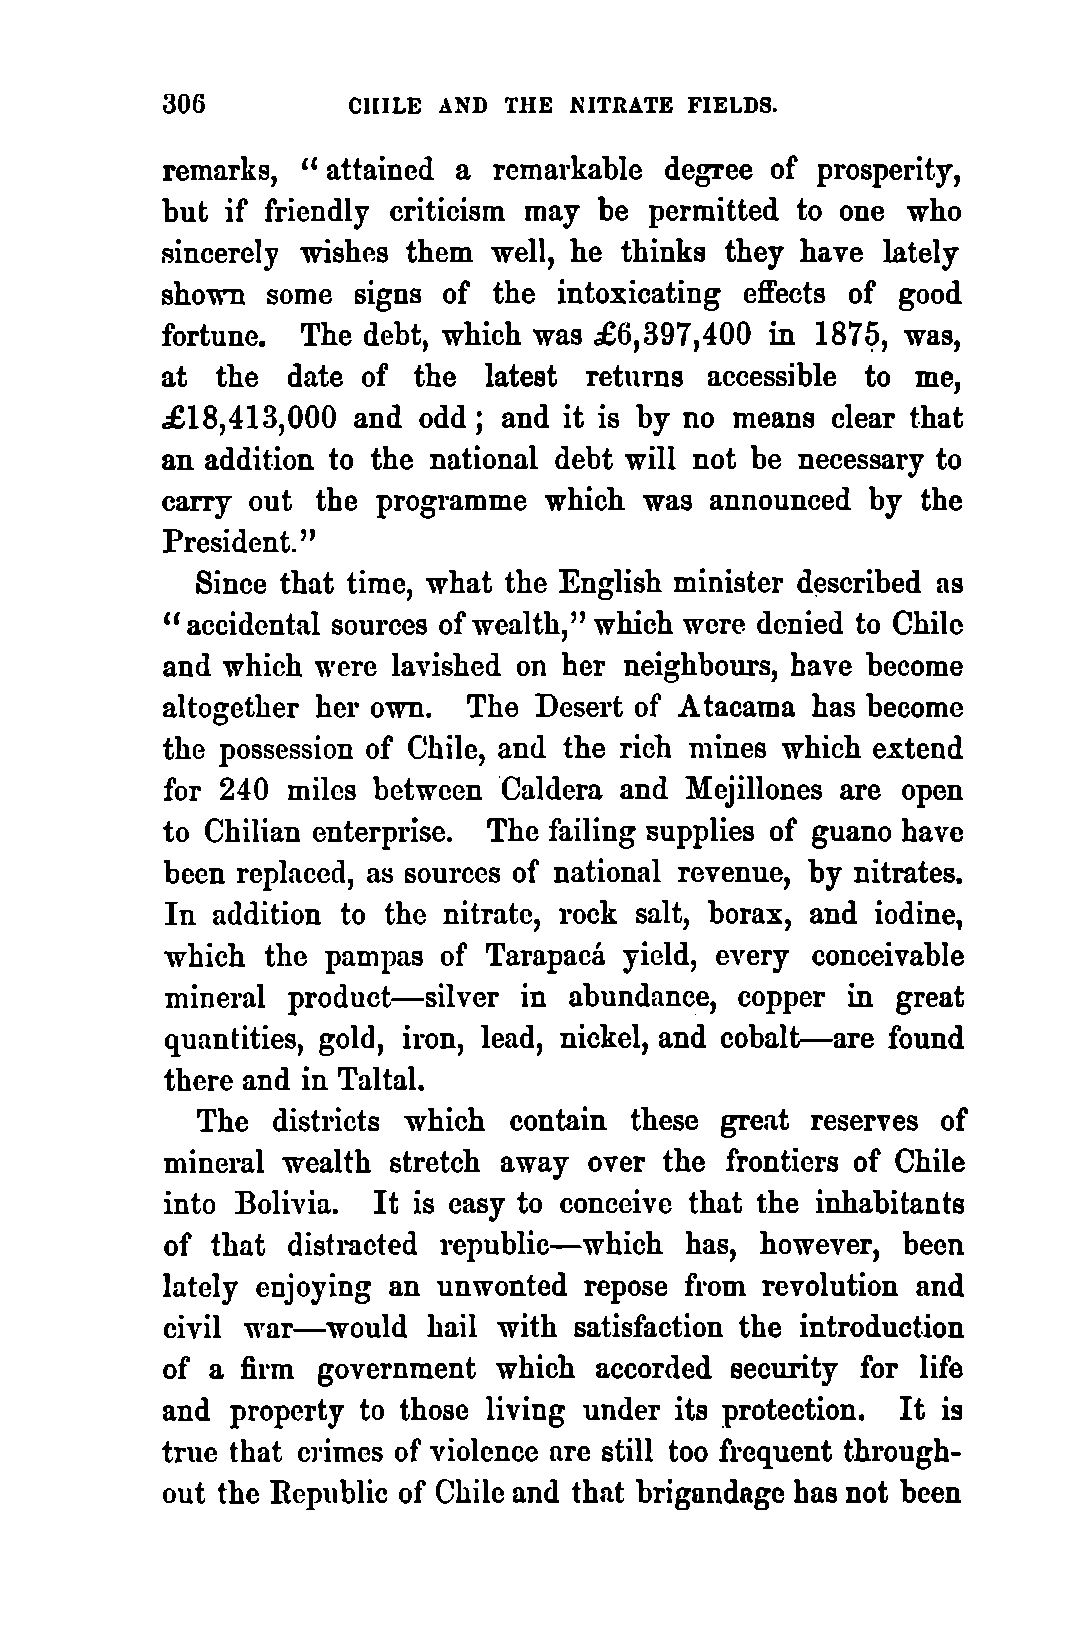 306 CHILE AND THE NITRATE FIELDS.
remarks, “attained a remarkable degree of prosperity,
but if friendly criticism may be permitted to one who
sincerely wishes them well, he thinks they have lately
shown some signs of the intoxicating effects of good
fortune. The debt, which was £6,397,400 in 1875, was,
at the date of the latest returns accessible to me,
£18,413,000 and odd; and it is by no means clear that
an addition to the national debt will not be necessary to
carry out the programme which was announced by the
President.”
Since that time, what the English minister described as
“accidental sources of wealth,” which were denied to Chile
and which were lavished on her neighbours, have become
altogether her own. The Desert of Atacama has become
the possession of Chile, and the rich mines which extend
for 240 miles between Caldera and Mejillones are open
to Chilian enterprise. The failing supplies of guano have
been replaced, as sources of national revenue, by nitrates.
In addition to the nitrate, rock salt, borax, and iodine,
which the pampas of Tarapacá yield, every conceivable
mineral product—silver in abundance, copper in great
quantities, gold, iron, lead, nickel, and cobalt—are found
there and in Taltal.
The districts which contain these great reserves of
mineral wealth stretch away over the frontiers of Chile
into Bolivia. It is easy to conceive that the inhabitants
of that distracted republic—which has, however, been
lately enjoying an unwonted repose from revolution and
civil war—would hail with satisfaction the introduction
of a firm government which accorded security for life
and property to those living under its protection. It is
true that crimes of violence are still too frequent through-
out the Republic of Chile and that brigandage has not been